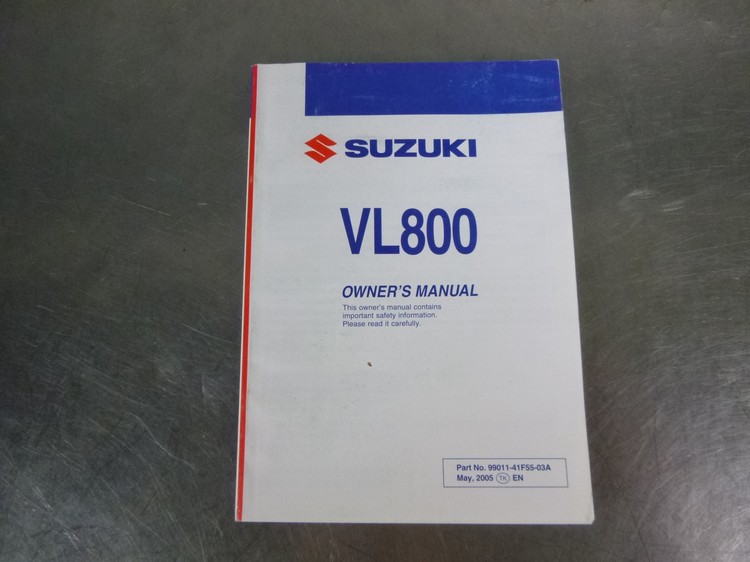 SUZUKI
VL800
OWNER'S MANUAL
This owner's manual contains
important safety information.
Please read it carefully.
Part No. 99011-41F55-03A
May, 2005 TK EN